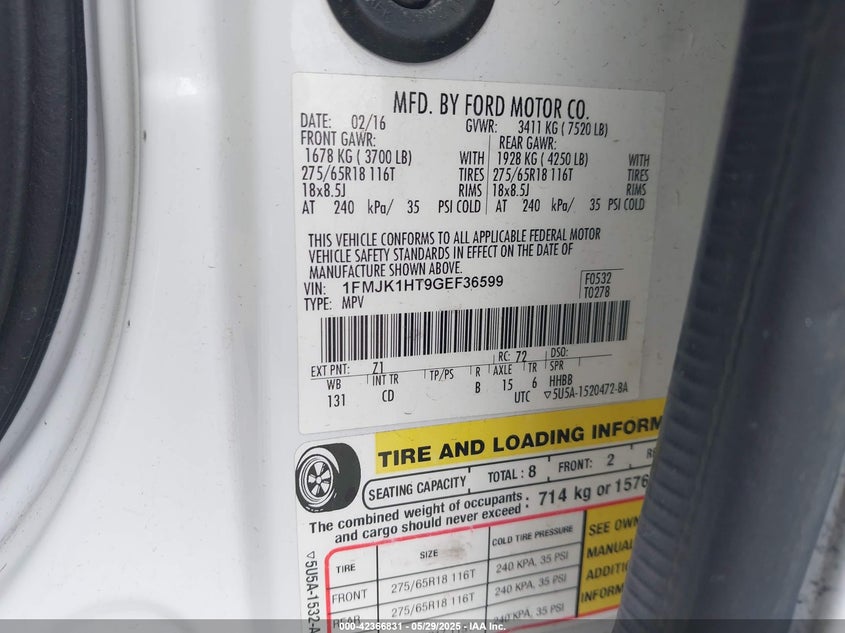 MFD. BY FORD MOTOR CO.
DATE: 02/16 GVWR: 3411 KG ( 7520 LB)
FRONT GAWR: REAR GAWR:
1678 KG ( 3700 LB) WITH 1928 KG ( 4250 LB) WITH
275/65R18 116T TIRES 275/65R18 116T TIRES
18x8.5J RIMS 18x8.5J RIMS
AT 240 kPa/ 35 PSI COLD AT 240 kPa/ 35 PSI COLD
THIS VEHICLE CONFORMS TO ALL APPLICABLE FEDERAL MOTOR
VEHICLE SAFETY STANDARDS IN EFFECT ON THE DATE OF
MANUFACTURE SHOWN ABOVE.
VIN: 1FMJK1HT9GEF36599 F0532
TYPE: MPV T0278
EXT PNT: 71 RC: 72 DSO:
WB INT TR TP/PS R AXLE TR SPR
131 CD B 15 6 HHBB
UTC ▽5U5A-1520472-BA
TIRE AND LOADING INFORM
SEATING CAPACITY TOTAL : 8 FRONT: 2 R
The combined weight of occupants and cargo should never exceed : 714 kg or 1576
TIRE SIZE COLD TIRE PRESSURE
FRONT 275/65R18 116T 240 KPA, 35 PSI
REAR 275/65R18 116T 240 KPA, 35 PSI
240 KPA, 35 PSI
SEE OWN
MANUAL
ADDITIO
INFORM
▽5U5A-1532-A
000-42366831 - 05/29/2025 - IAA Inc.